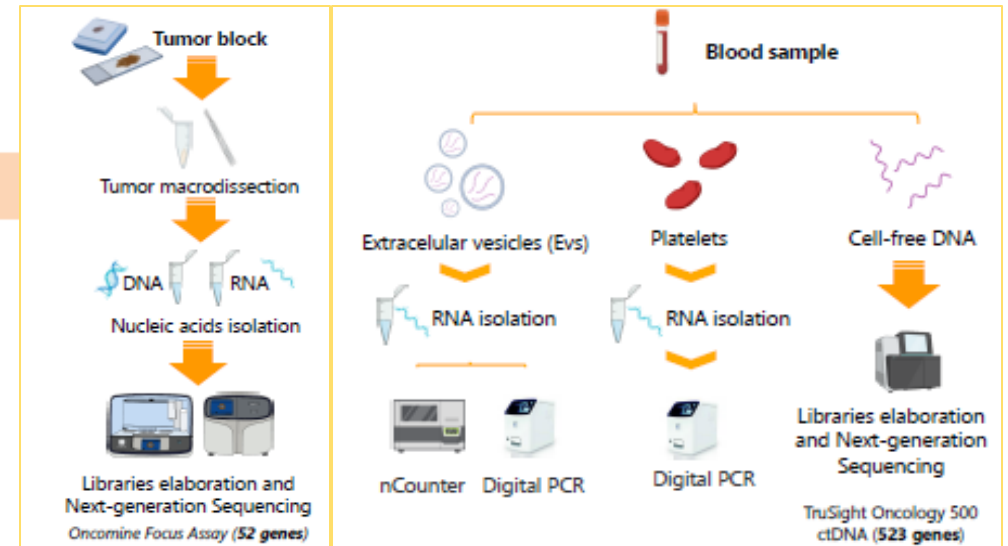 Tumor block
Tumor macrodissection
DNA
RNA
Nucleic acids isolation
Libraries elaboration and
Next-generation Sequencing
Oncomine Focus Assay (52 genes)
Blood sample
Extracelular vesicles (Evs)
RNA isolation
nCounter
Digital PCR
Platelets
RNA isolation
Digital PCR
Cell-free DNA
Libraries elaboration
and Next-generation
Sequencing
TruSight Oncology 500
ctDNA (523 genes)